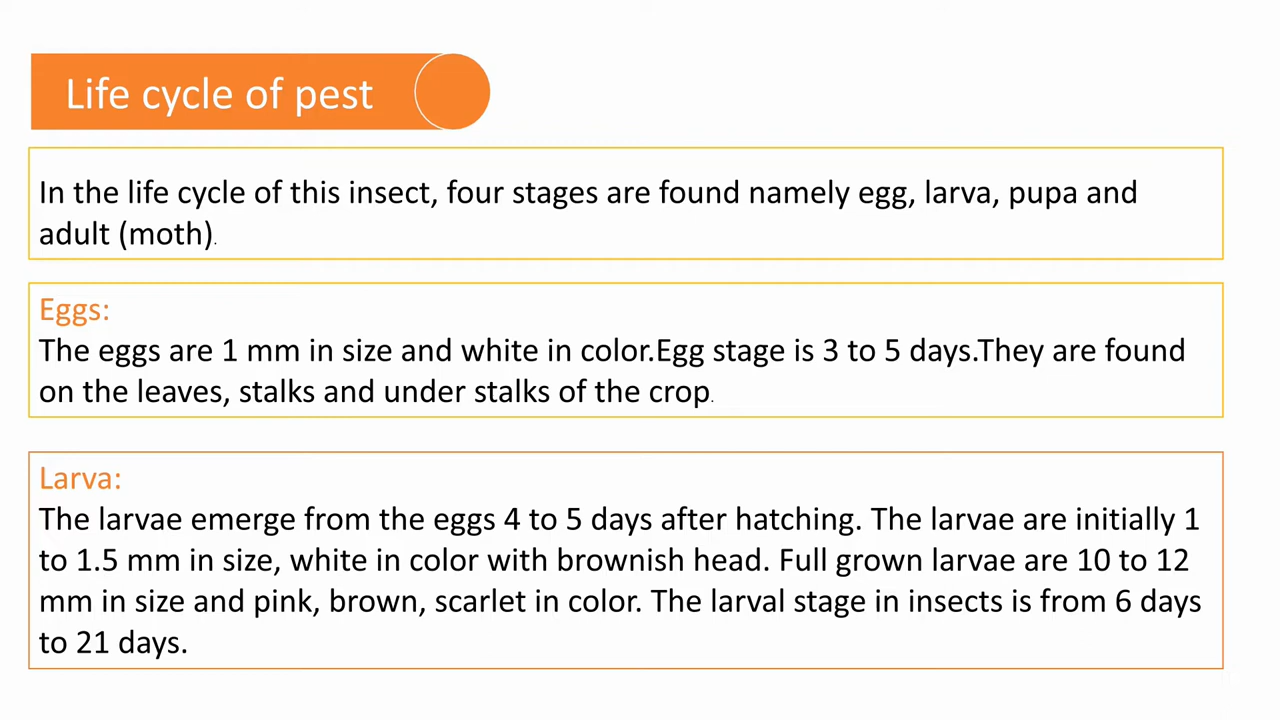 Life cycle of pest
In the life cycle of this insect, four stages are found namely egg, larva, pupa and
adult (moth).
Eggs:
The eggs are 1 mm in size and white in color.Egg stage is 3 to 5 days.They are found
on the leaves, stalks and under stalks of the crop.
Larva:
The larvae emerge from the eggs 4 to 5 days after hatching. The larvae are initially 1
to 1.5 mm in size, white in color with brownish head. Full grown larvae are 10 to 12
mm in size and pink, brown, scarlet in color. The larval stage in insects is from 6 days
to 21 days.